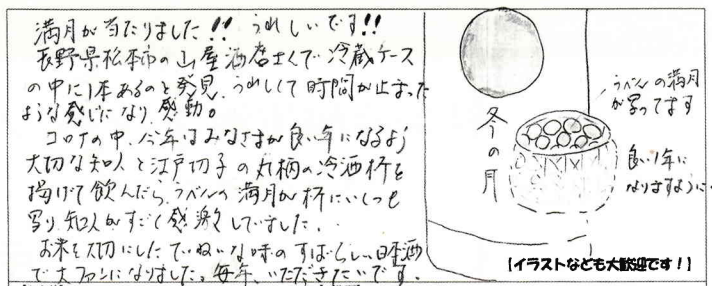 満月が当たりました!! うれしいです!!
長野県松本市の山屋酒店さんで冷蔵ケース
の中に1本あるのを発見、うれしくて時間が止まった
ような感じになり、感動。
コロナの中、今年はみなさまが良い年になるよう
大切な知人と江戸切子の丸柄の冷酒杯を
掲げて飲んだら、うへんの満月が杯にいくつも
写り知人がすごく感激していました。
お米を大切にしたていねいな味のすばらしい日本酒
で大ファンになりました。毎年、いただきたいです。
冬の月
うへんの満月
が写ってます
良い1年に
なりますように
【イラストなども大歓迎です!】